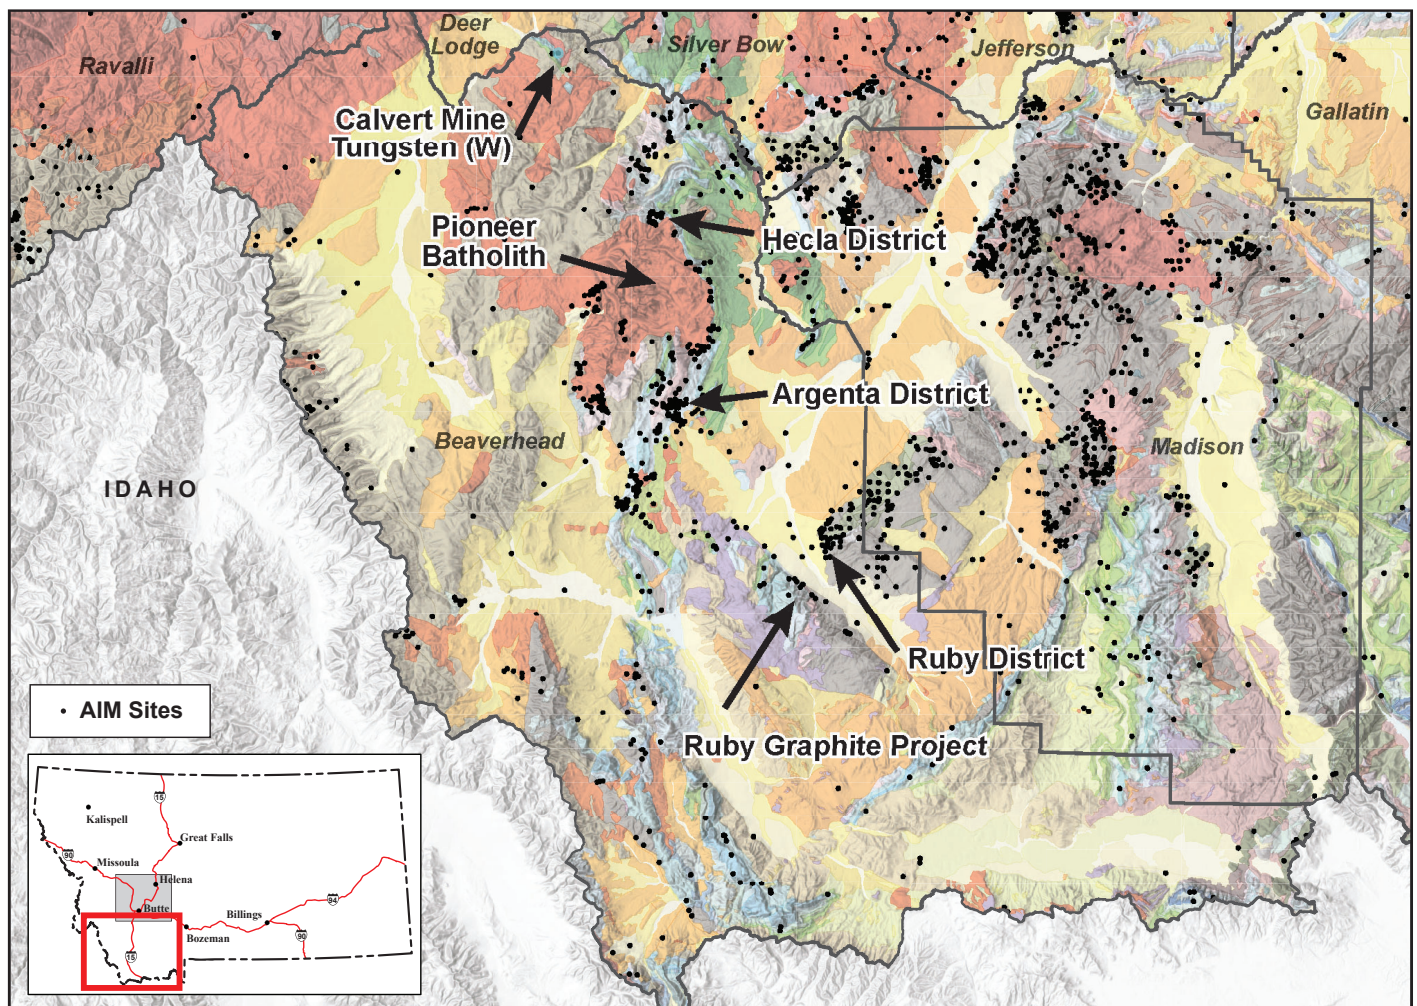 Deer
Lodge
Silver Bow
Jefferson
Ravalli
Gallatin
Calvert Mine
Tungsten (W)
Pioneer
Batholith
Hecla District
Argenta District
Beaverhead
Madison
IDAHO
Ruby District
Ruby Graphite Project
• AIM Sites
15
Kalispell
Great Falls
90
Missoula
Helena
94
Butte
Billings
Bozeman
90
15